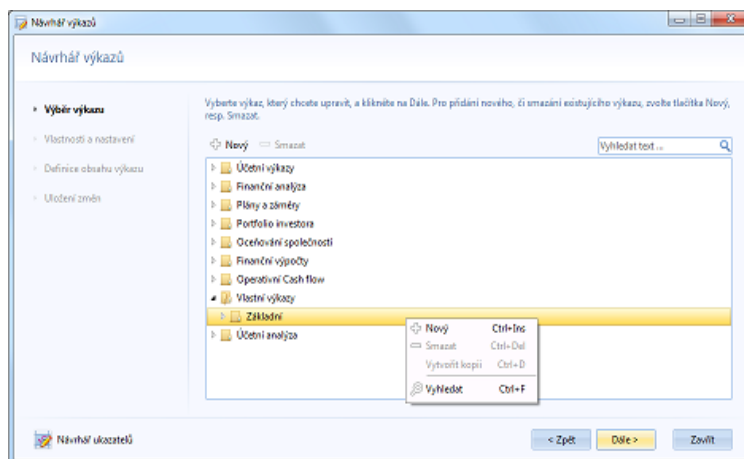 Návrhář výkazů
Návrhář výkazů
Výběr výkazu
Vlastnosti a nastavení
Definice obsahu výkazu
Uložení změn
Vyberte výkaz, který chcete upravit, a klikněte na Dále. Pro přidání nového, či smazání existujícího výkazu, zvolte tlačítka Nový,
resp. Smazat.
Nový Smazat Vyhledat text ...
Účetní výkazy
Finanční analýza
Plány a záměry
Portfolio investora
Oceňování společnosti
Finanční výpočty
Operativní Cash flow
Vlastní výkazy
Základní
Účetní analýza
Nový Ctrl+Ins
Smazat Ctrl+Del
Vytvořit kopii Ctrl+D
Vyhledat Ctrl+F
Návrhář ukazatelů
< Zpět Dále > Zavřít